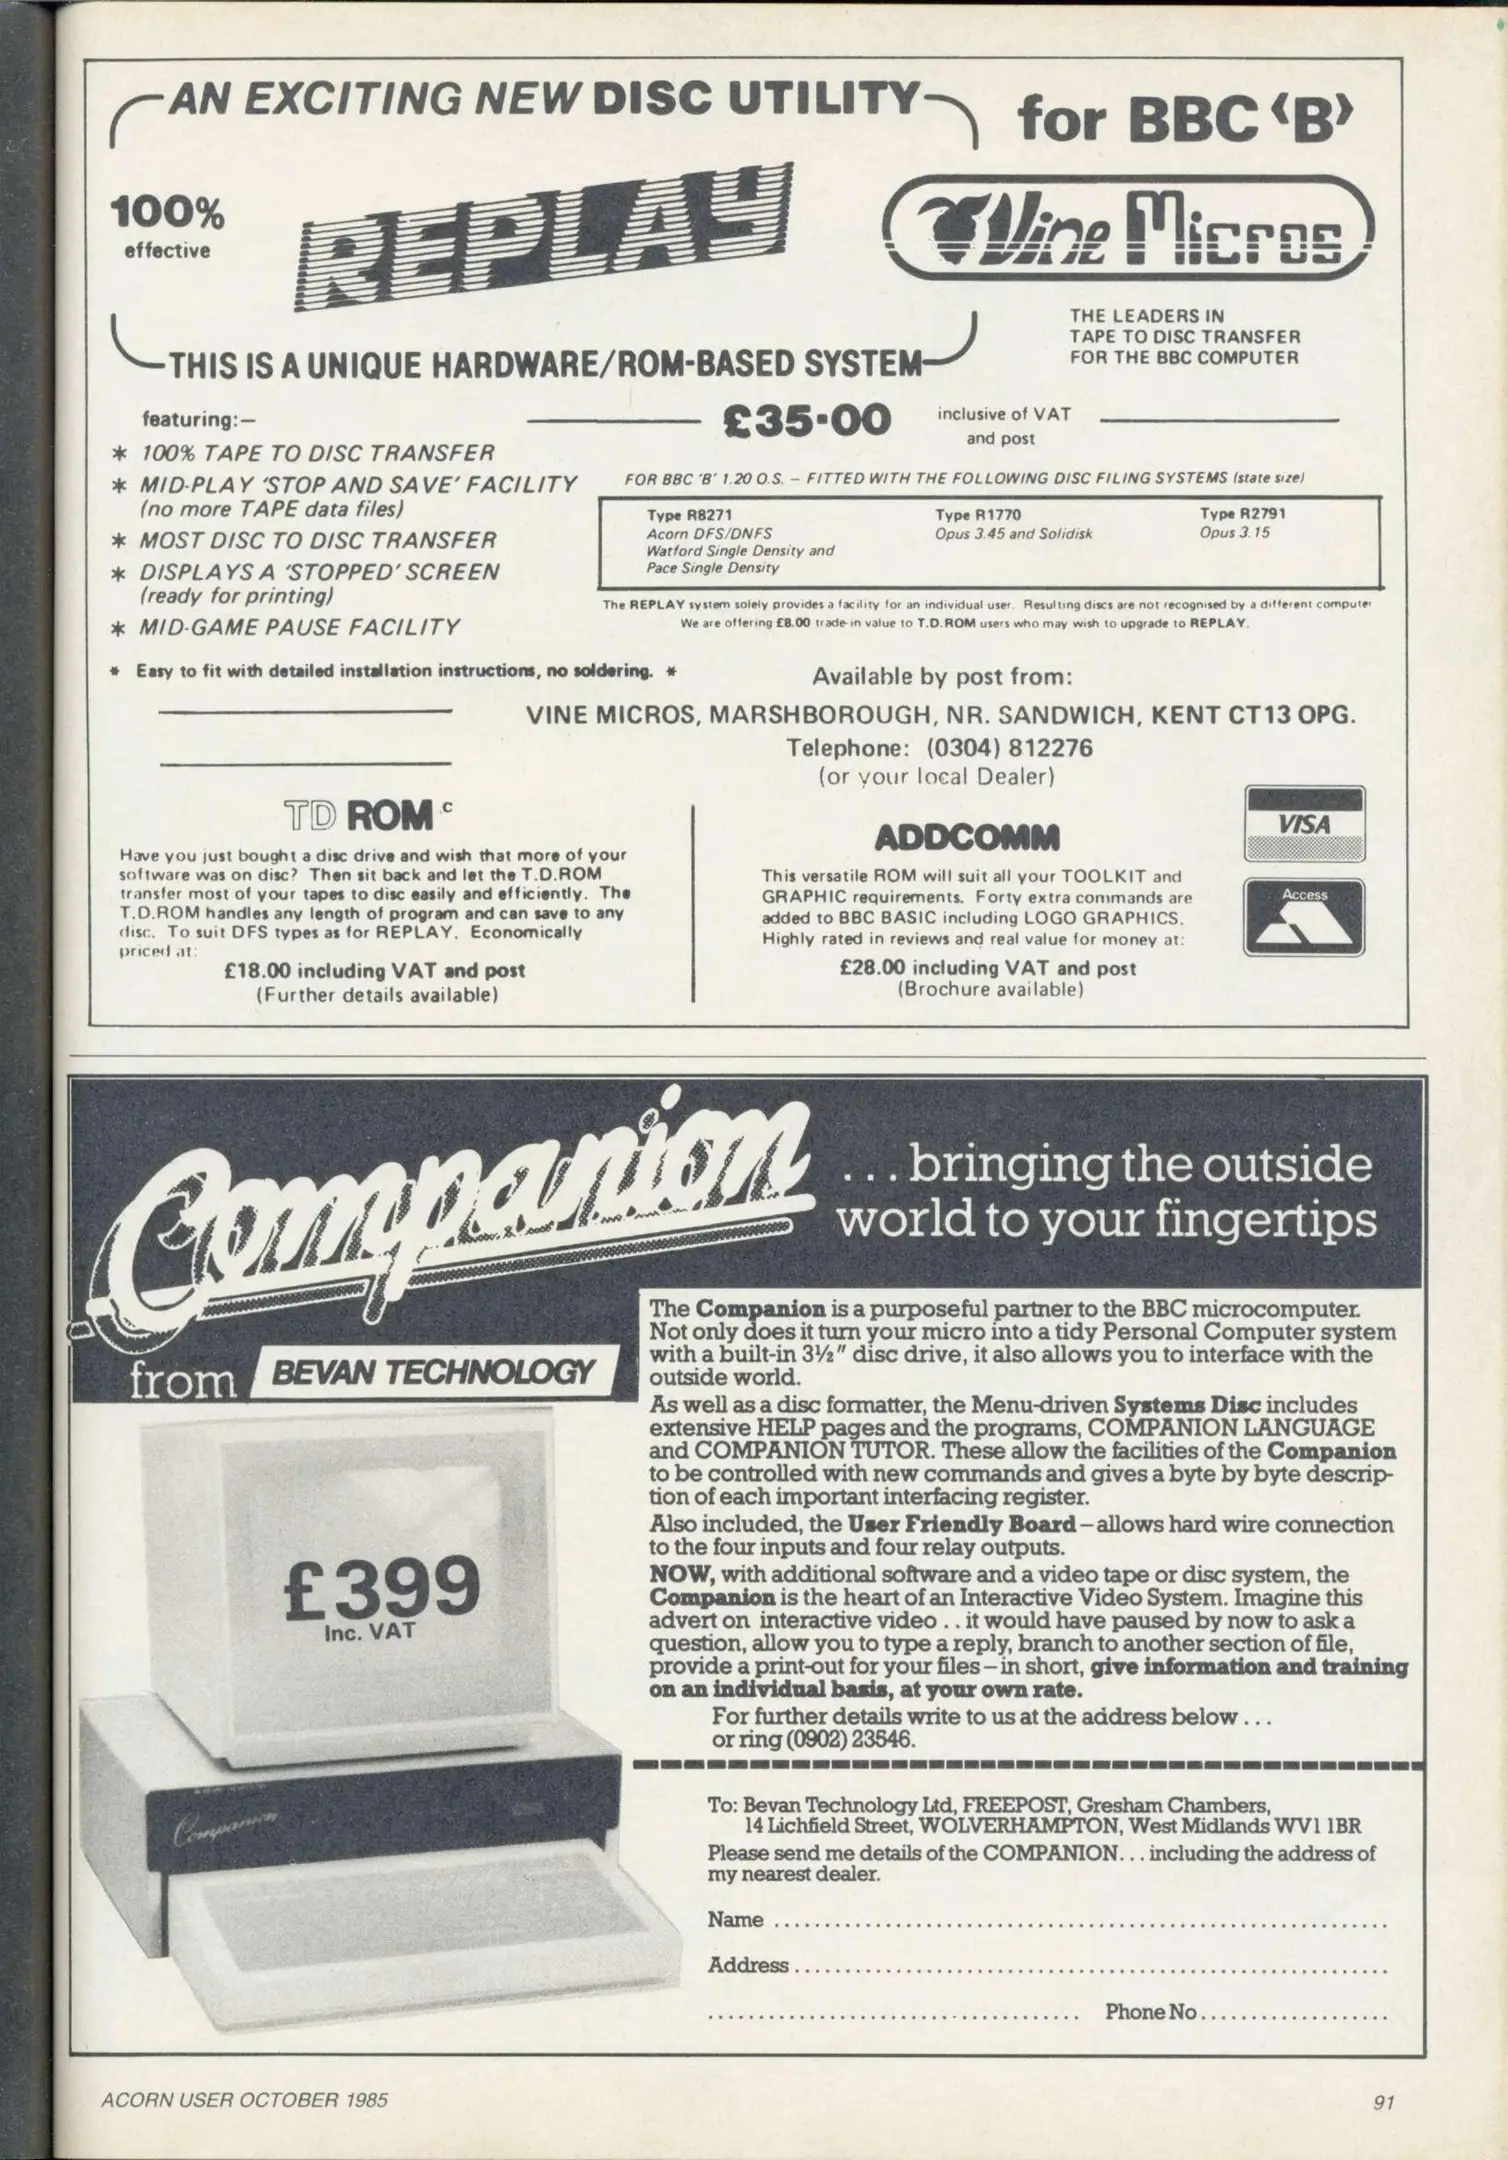 AN EXCITING NEW DISC UTILITY
for BBC ‹B›
100%
effective
REPLAY
Vine Micros
THE LEADERS IN
TAPE TO DISC TRANSFER
FOR THE BBC COMPUTER
THIS IS A UNIQUE HARDWARE/ROM-BASED SYSTEM
featuring:—
£35·00
inclusive of VAT
and post
* 100% TAPE TO DISC TRANSFER
* MID-PLAY 'STOP AND SAVE' FACILITY
(no more TAPE data files)
* MOST DISC TO DISC TRANSFER
* DISPLAYS A 'STOPPED' SCREEN
(ready for printing)
* MID-GAME PAUSE FACILITY
FOR BBC 'B' 1.20 O.S. – FITTED WITH THE FOLLOWING DISC FILING SYSTEMS (state size)
Type R8271
Acorn DFS/DNFS
Watford Single Density and
Pace Single Density
Type R1770
Opus 3.45 and Solidisk
Type R2791
Opus 3.15
The REPLAY system solely provides a facility for an individual user. Resulting discs are not recognised by a different computer
We are offering £8.00 trade-in value to T.D.ROM users who may wish to upgrade to REPLAY.
* Easy to fit with detailed installation instructions, no soldering. *
Available by post from:
VINE MICROS, MARSHBOROUGH, NR. SANDWICH, KENT CT13 OPG.
Telephone: (0304) 812276
(or your local Dealer)
TD ROM c
Have you just bought a disc drive and wish that more of your
software was on disc? Then sit back and let the T.D.ROM
transfer most of your tapes to disc easily and efficiently. The
T.D.ROM handles any length of program and can save to any
disc. To suit DFS types as for REPLAY. Economically
priced at:
£18.00 including VAT and post
(Further details available)
ADDCOMM
This versatile ROM will suit all your TOOLKIT and
GRAPHIC requirements. Forty extra commands are
added to BBC BASIC including LOGO GRAPHICS.
Highly rated in reviews and real value for money at:
£28.00 including VAT and post
(Brochure available)
VISA
Access
Companion
. . . bringing the outside
world to your fingertips
from BEVAN TECHNOLOGY
£399
Inc. VAT
Companion
The Companion is a purposeful partner to the BBC microcomputer.
Not only does it turn your micro into a tidy Personal Computer system
with a built-in 3½" disc drive, it also allows you to interface with the
outside world.
As well as a disc formatter, the Menu-driven Systems Disc includes
extensive HELP pages and the programs, COMPANION LANGUAGE
and COMPANION TUTOR. These allow the facilities of the Companion
to be controlled with new commands and gives a byte by byte descrip-
tion of each important interfacing register.
Also included, the User Friendly Board – allows hard wire connection
to the four inputs and four relay outputs.
NOW, with additional software and a video tape or disc system, the
Companion is the heart of an Interactive Video System. Imagine this
advert on interactive video . . it would have paused by now to ask a
question, allow you to type a reply, branch to another section of file,
provide a print-out for your files – in short, give information and training
on an individual basis, at your own rate.
For further details write to us at the address below . . .
or ring (0902) 23546.
To: Bevan Technology Ltd, FREEPOST, Gresham Chambers,
14 Lichfield Street, WOLVERHAMPTON, West Midlands WV1 1BR
Please send me details of the COMPANION. . . including the address of
my nearest dealer.
Name
Address
Phone No
ACORN USER OCTOBER 1985
91